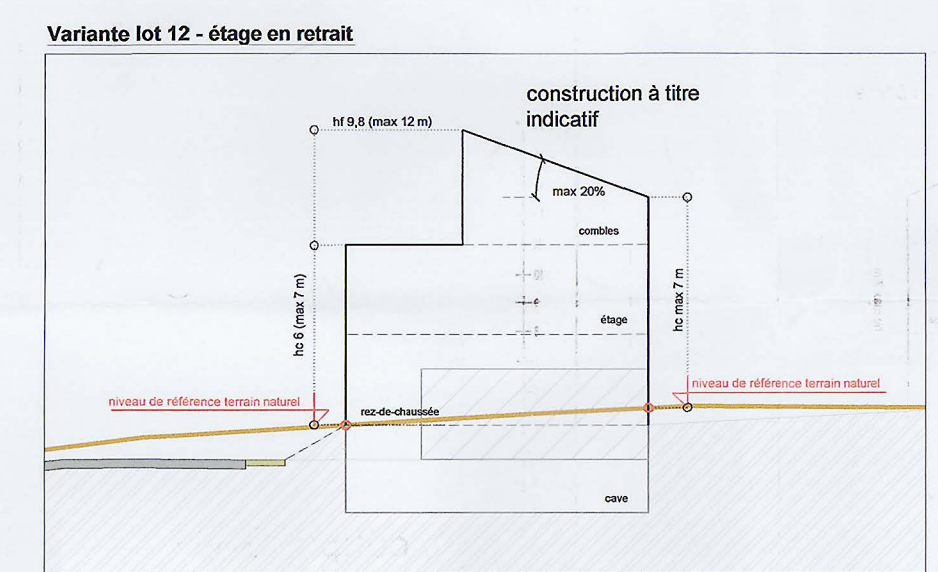 Variante lot 12 - étage en retrait
construction à titre
indicatif
hf 9,8 (max 12 m)
max 20%
combles
hc 6 (max 7 m)
hc max 7 m
étage
niveau de référence terrain naturel
niveau de référence terrain naturel
rez-de-chaussée
cave